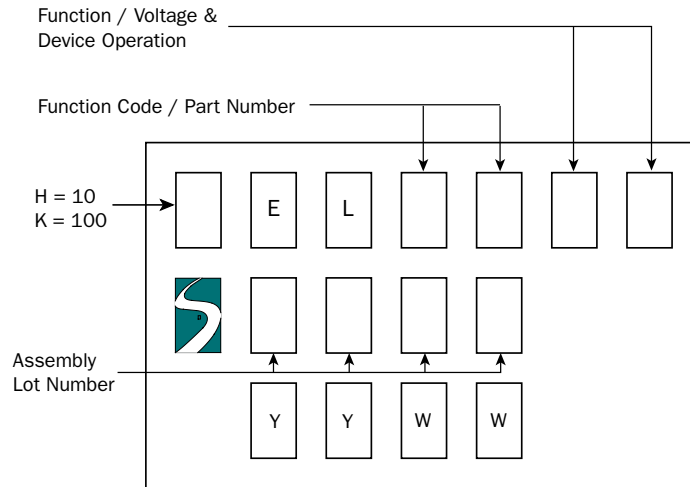 Function / Voltage &
Device Operation
Function Code / Part Number
H = 10
K = 100
E L
Assembly
Lot Number
Y Y W W